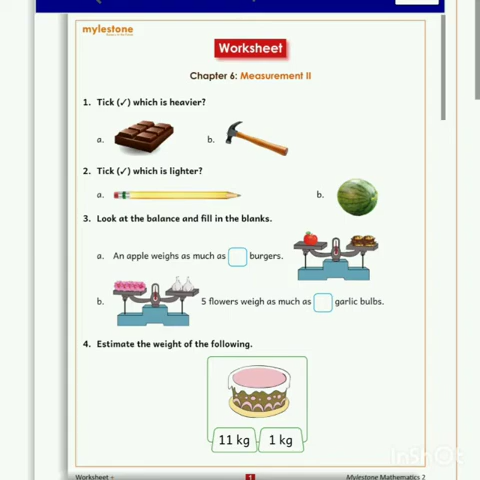 mylestone
Worksheet
Chapter 6: Measurement II
1. Tick (✓) which is heavier?
a.
b.
2. Tick (✓) which is lighter?
a.
b.
3. Look at the balance and fill in the blanks.
a. An apple weighs as much as burgers.
b. 5 flowers weigh as much as garlic bulbs.
4. Estimate the weight of the following.
11 kg 1 kg
InShot
Worksheet - 1 Mylestone Mathematics 2